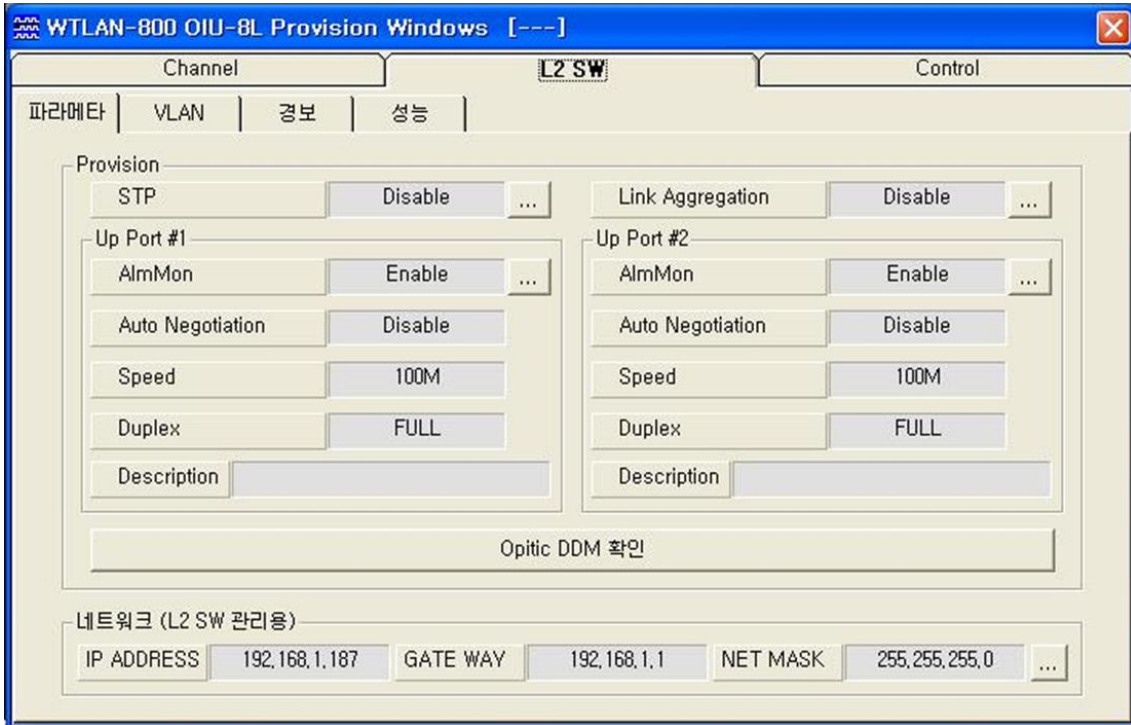 WTLAN-800 OIU-8L Provision Windows [---]
Channel L2 SW Control
파라메타 VLAN 경보 성능
Provision
STP Disable ... Link Aggregation Disable ...
Up Port #1 Up Port #2
AlmMon Enable ... AlmMon Enable ...
Auto Negotiation Disable Auto Negotiation Disable
Speed 100M Speed 100M
Duplex FULL Duplex FULL
Description Description
Opitic DDM 확인
네트워크 (L2 SW 관리용)
IP ADDRESS 192,168,1,187 GATE WAY 192,168,1,1 NET MASK 255,255,255,0 ...